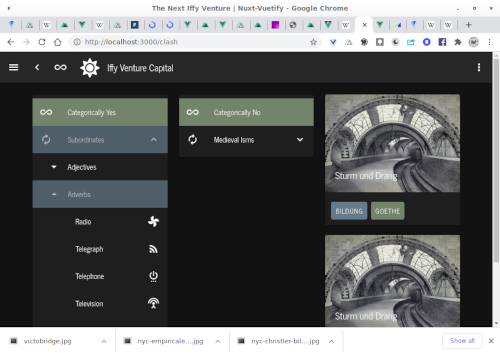 The Next Iffy Venture | Nuxt-Vuetify - Google Chrome
http://localhost:3000/clash
Iffy Venture Capital
Categorically Yes
Subordinates
Adjectives
Adverbs
Radio
Telegraph
Telephone
Television
Categorically No
Medieval Isms
Sturm und Drang
BILDUNG
GOETHE
Sturm und Drang
victobridge.jpg
nyc-empiricale....jpg
nyc-christler-bil....jpg
Show all